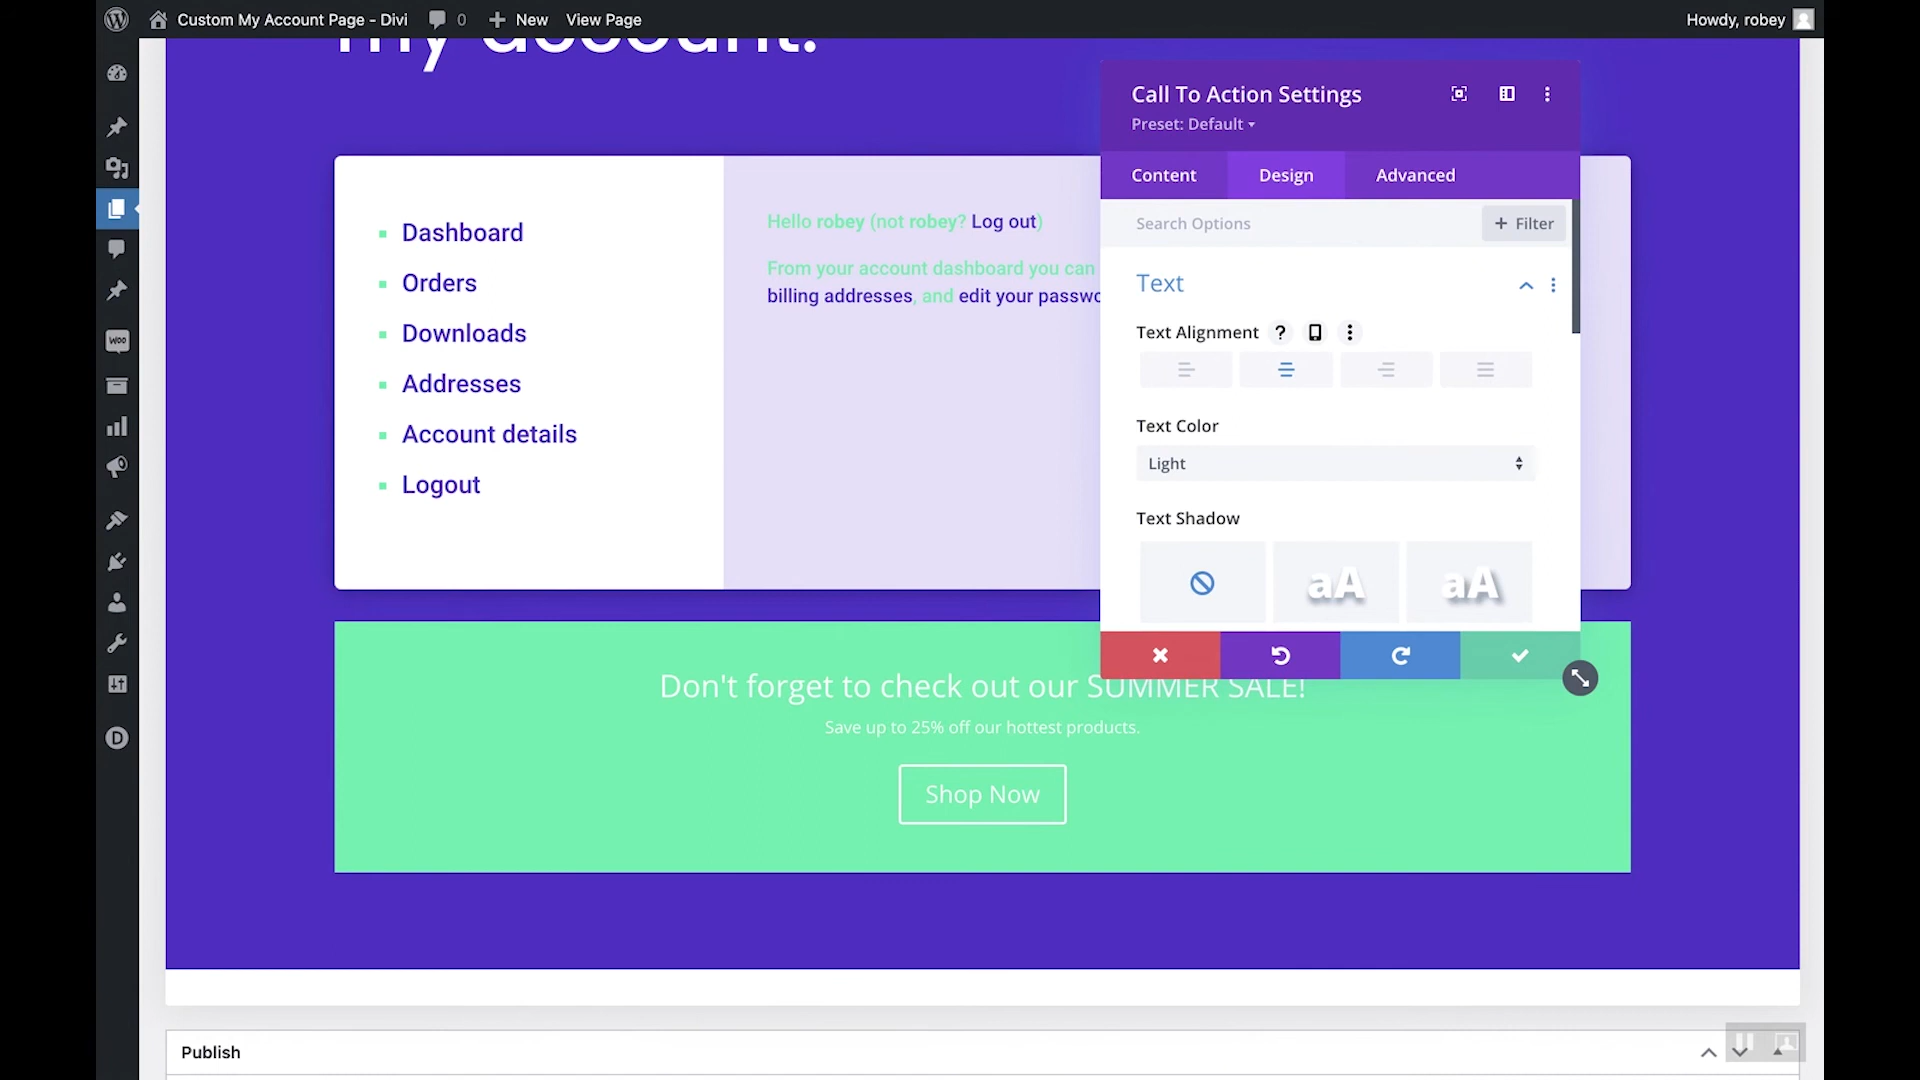 Custom My Account Page - Divi 0 New View Page Howdy, robey
my account.
Call To Action Settings
Preset: Default
Content Design Advanced
Search Options + Filter
Text
Text Alignment ?
Text Color
Light
Text Shadow
aA aA
Dashboard
Orders
Downloads
Addresses
Account details
Logout
Hello robey (not robey? Log out)
From your account dashboard you can
billing addresses, and edit your passwo
WOO
D
Don't forget to check out our SUMMER SALE!
Save up to 25% off our hottest products.
Shop Now
Publish